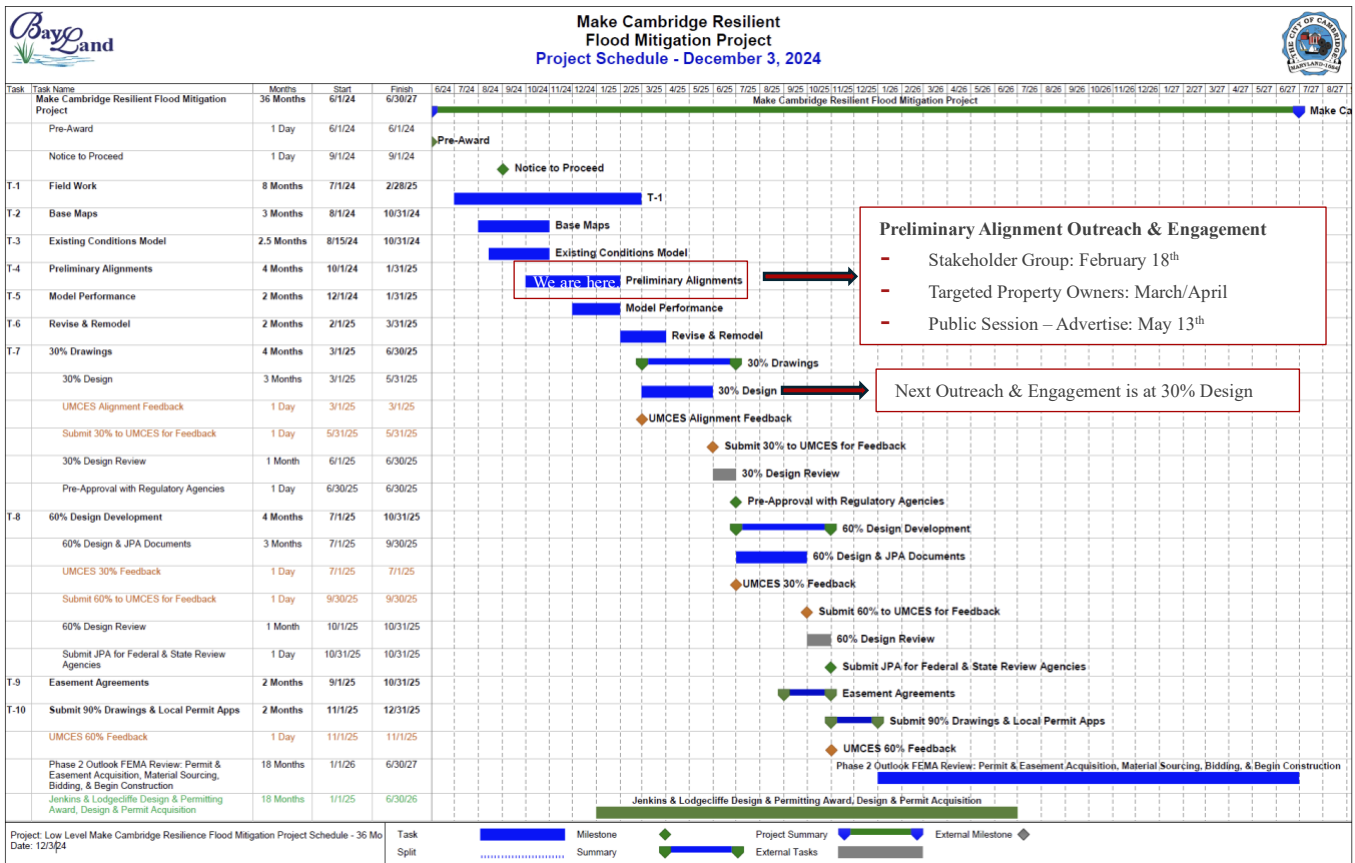 Bay Land
Make Cambridge Resilient
Flood Mitigation Project
Project Schedule - December 3, 2024
THE CITY OF CAMBRIDGE
MARYLAND-1684
Task Task Name Months Start Finish 6/24 7/24 8/24 9/24 10/24 11/24 12/24 1/25 2/25 3/25 4/25 5/25 6/25 7/25 8/25 9/25 10/25 11/25 12/25 1/26 2/26 3/26 4/26 5/26 6/26 7/26 8/26 9/26 10/26 11/26 12/26 1/27 2/27 3/27 4/27 5/27 6/27 7/27 8/27
Make Cambridge Resilient Flood Mitigation 36 Months 6/1/24 6/30/27 Make Cambridge Resilient Flood Mitigation Project
Project Make Ca
Pre-Award 1 Day 6/1/24 6/1/24
Pre-Award
Notice to Proceed 1 Day 9/1/24 9/1/24
Notice to Proceed
T-1 Field Work 8 Months 7/1/24 2/28/25
T-1
T-2 Base Maps 3 Months 8/1/24 10/31/24
Base Maps
T-3 Existing Conditions Model 2.5 Months 8/15/24 10/31/24
Existing Conditions Model
T-4 Preliminary Alignments 4 Months 10/1/24 1/31/25
We are here Preliminary Alignments
Preliminary Alignment Outreach & Engagement
- Stakeholder Group: February 18th
- Targeted Property Owners: March/April
- Public Session – Advertise: May 13th
T-5 Model Performance 2 Months 12/1/24 1/31/25
Model Performance
T-6 Revise & Remodel 2 Months 2/1/25 3/31/25
Revise & Remodel
T-7 30% Drawings 4 Months 3/1/25 6/30/25
30% Drawings
30% Design 3 Months 3/1/25 5/31/25
30% Design
Next Outreach & Engagement is at 30% Design
UMCES Alignment Feedback 1 Day 3/1/25 3/1/25
UMCES Alignment Feedback
Submit 30% to UMCES for Feedback 1 Day 5/31/25 5/31/25
Submit 30% to UMCES for Feedback
30% Design Review 1 Month 6/1/25 6/30/25
30% Design Review
Pre-Approval with Regulatory Agencies 1 Day 6/30/25 6/30/25
Pre-Approval with Regulatory Agencies
T-8 60% Design Development 4 Months 7/1/25 10/31/25
60% Design Development
60% Design & JPA Documents 3 Months 7/1/25 9/30/25
60% Design & JPA Documents
UMCES 30% Feedback 1 Day 7/1/25 7/1/25
UMCES 30% Feedback
Submit 60% to UMCES for Feedback 1 Day 9/30/25 9/30/25
Submit 60% to UMCES for Feedback
60% Design Review 1 Month 10/1/25 10/31/25
60% Design Review
Submit JPA for Federal & State Review 1 Day 10/31/25 10/31/25
Agencies
Submit JPA for Federal & State Review Agencies
T-9 Easement Agreements 2 Months 9/1/25 10/31/25
Easement Agreements
T-10 Submit 90% Drawings & Local Permit Apps 2 Months 11/1/25 12/31/25
Submit 90% Drawings & Local Permit Apps
UMCES 60% Feedback 1 Day 11/1/25 11/1/25
UMCES 60% Feedback
Phase 2 Outlook FEMA Review: Permit & 18 Months 1/1/26 6/30/27
Easement Acquisition, Material Sourcing,
Bidding, & Begin Construction
Phase 2 Outlook FEMA Review: Permit & Easement Acquisition, Material Sourcing, Bidding, & Begin Construction
Jenkins & Lodgecliffe Design & Permitting 18 Months 1/1/25 6/30/26
Award, Design & Permit Acquisition
Jenkins & Lodgecliffe Design & Permitting Award, Design & Permit Acquisition
Project: Low Level Make Cambridge Resilience Flood Mitigation Project Schedule - 36 Mo
Date: 12/3/24
Task Milestone Project Summary External Milestone
Split Summary External Tasks